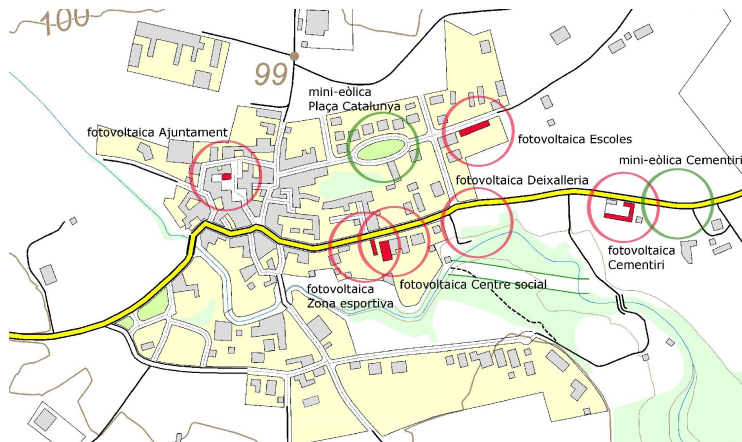 100
99
mini-eòlica
Plaça Catalunya
fotovoltaica Ajuntament
fotovoltaica Escoles
mini-eòlica Cementiri
fotovoltaica Deixalleria
fotovoltaica
Cementiri
fotovoltaica
Zona esportiva
fotovoltaica Centre social